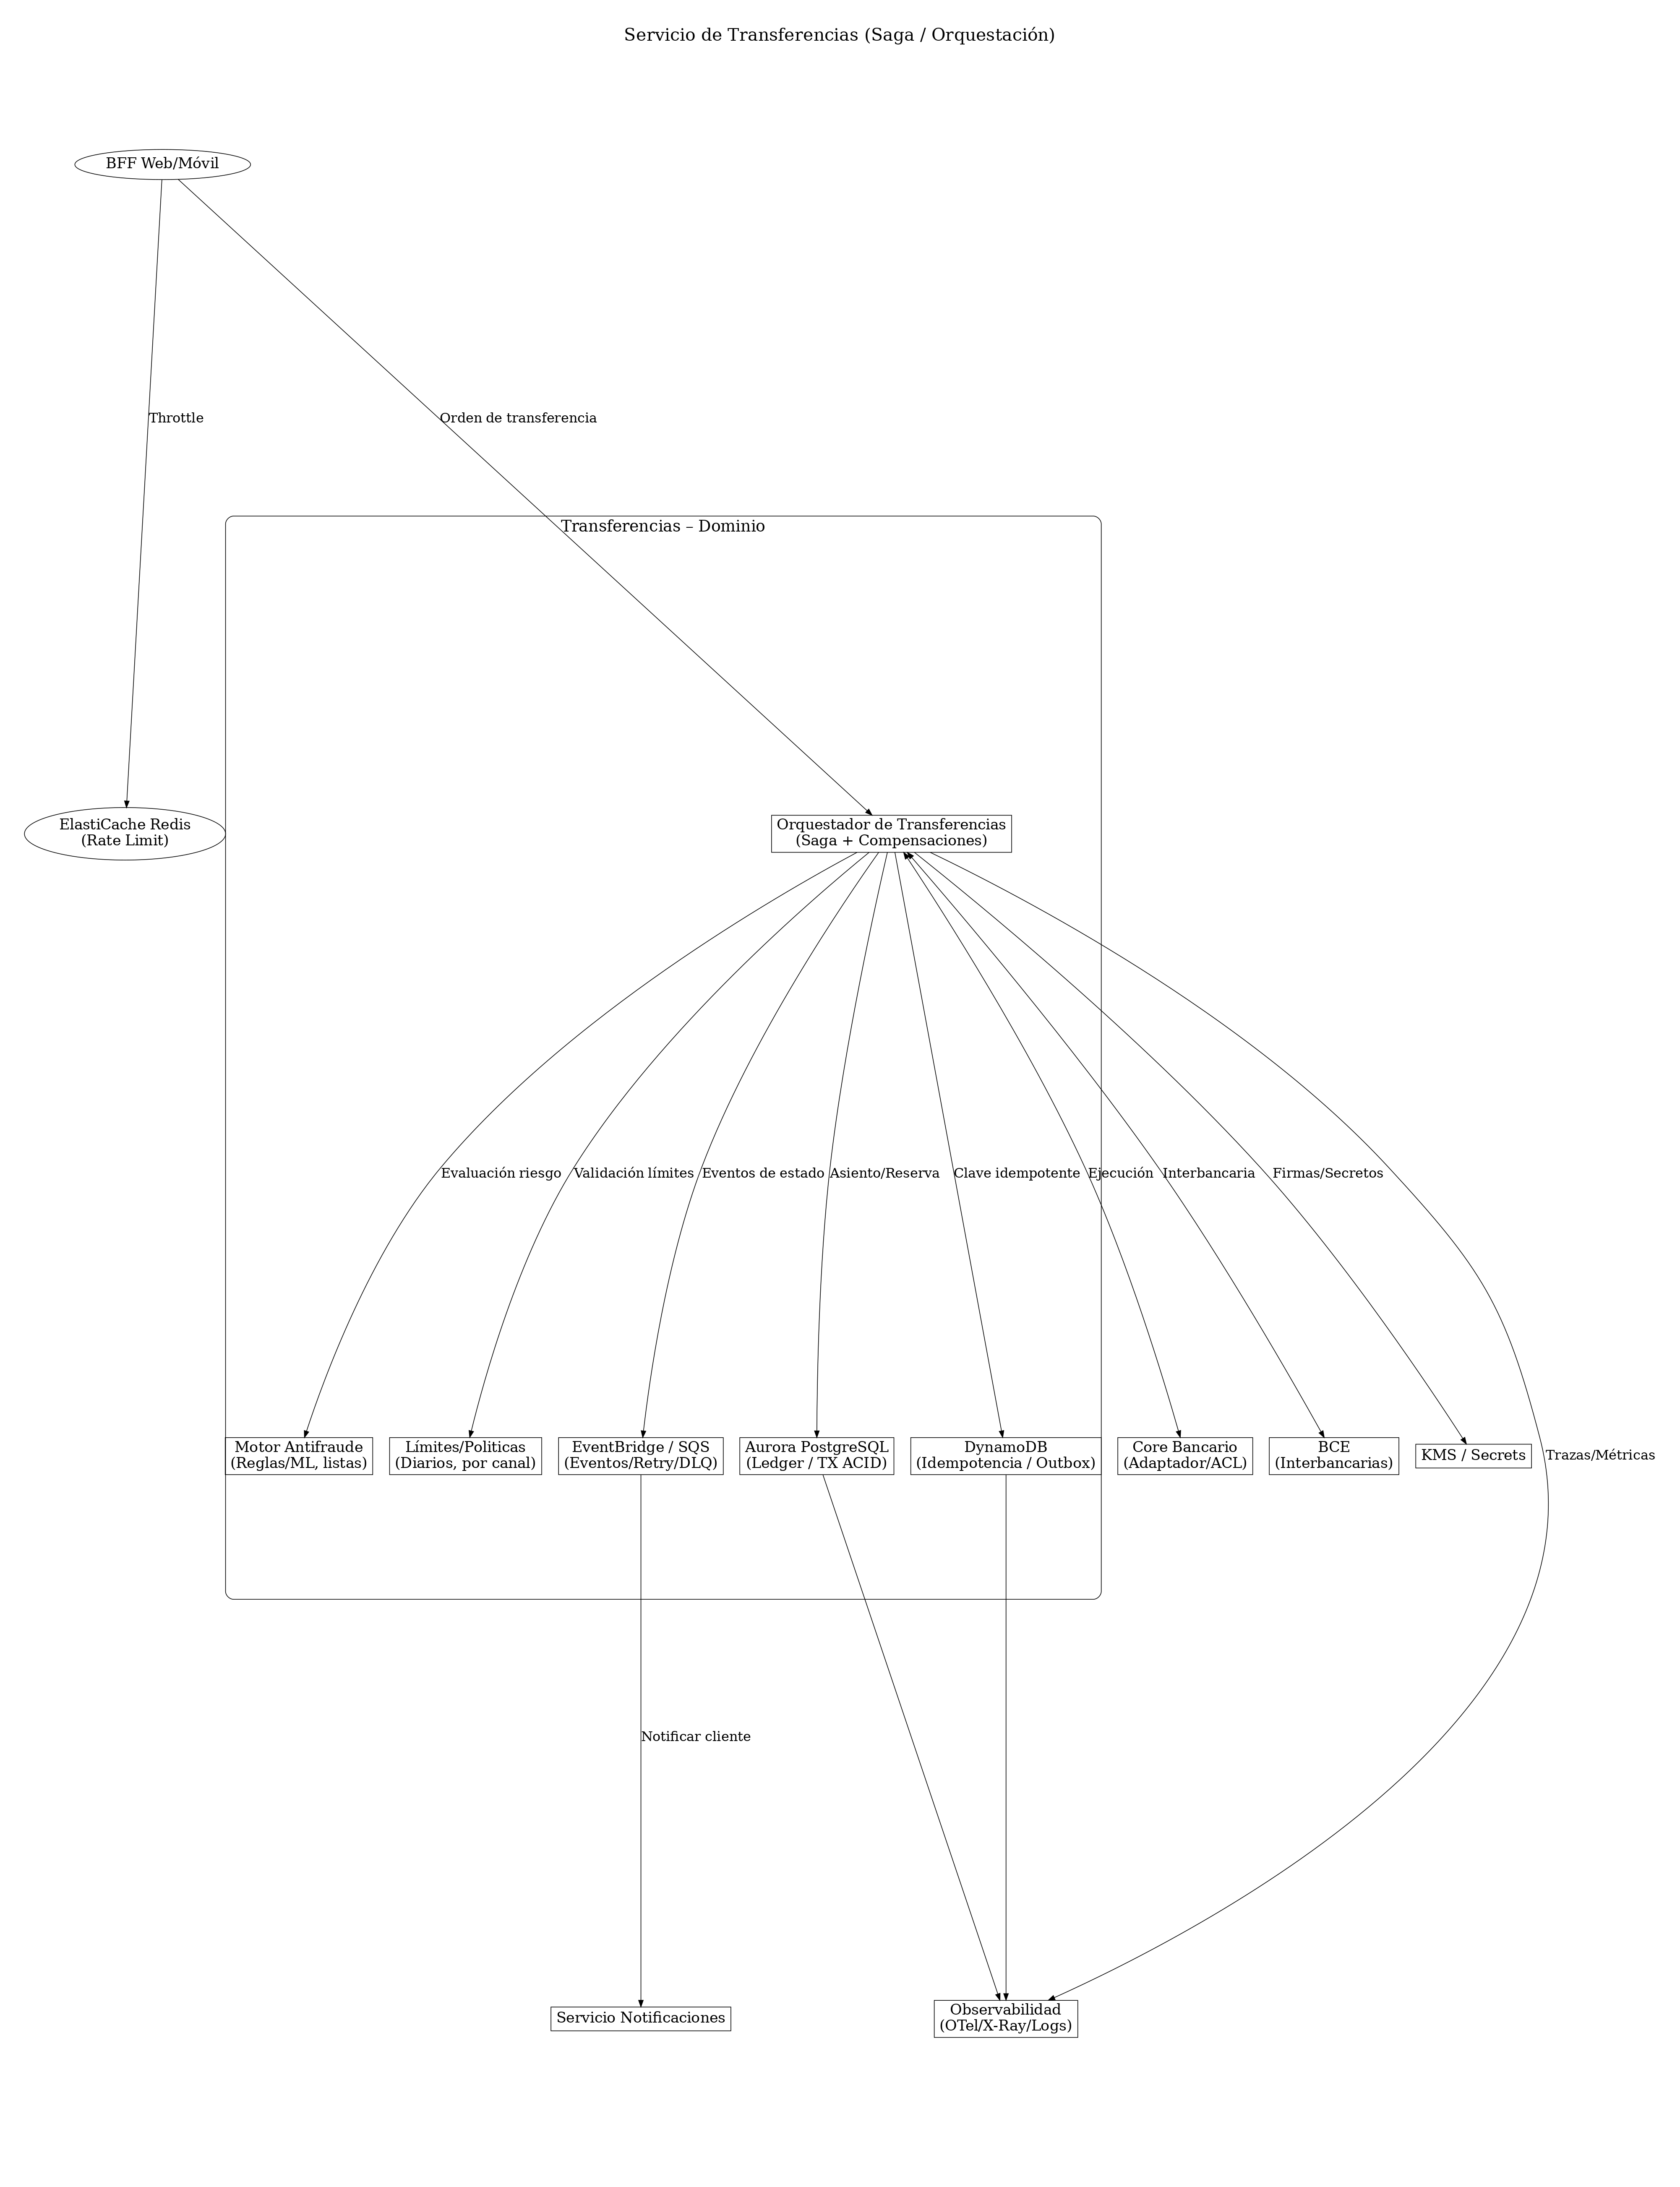 Servicio de Transferencias (Saga / Orquestación)
BFF Web/Móvil
Throttle
Orden de transferencia
Transferencias – Dominio
ElastiCache Redis
(Rate Limit)
Orquestador de Transferencias
(Saga + Compensaciones)
Evaluación riesgo
Validación límites
Eventos de estado
Asiento/Reserva
Clave idempotente
Ejecución
Interbancaria
Firmas/Secretos
Motor Antifraude
(Reglas/ML, listas)
Límites/Politicas
(Diarios, por canal)
EventBridge / SQS
(Eventos/Retry/DLQ)
Aurora PostgreSQL
(Ledger / TX ACID)
DynamoDB
(Idempotencia / Outbox)
Core Bancario
(Adaptador/ACL)
BCE
(Interbancarias)
KMS / Secrets
Trazas/Métricas
Notificar cliente
Servicio Notificaciones
Observabilidad
(OTel/X-Ray/Logs)